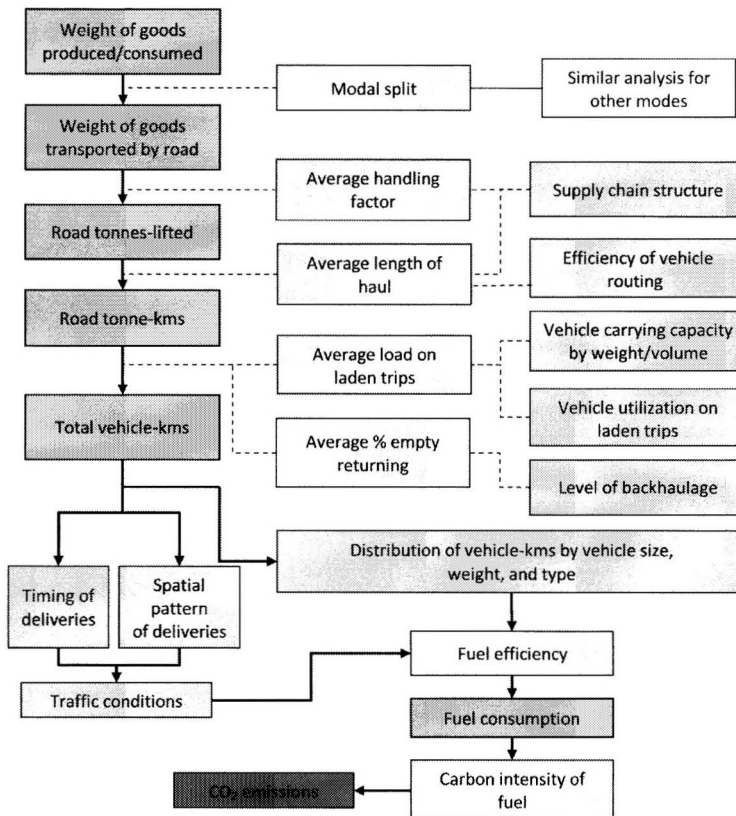 Weight of goods
produced/consumed
Modal split
Similar analysis for
other modes
Weight of goods
transported by road
Average handling
factor
Supply chain structure
Road tonnes-lifted
Average length of
haul
Efficiency of vehicle
routing
Road tonne-kms
Average load on
laden trips
Vehicle carrying capacity
by weight/volume
Vehicle utilization on
laden trips
Total vehicle-kms
Average % empty
returning
Level of backhaulage
Distribution of vehicle-kms by vehicle size,
weight, and type
Timing of
deliveries
Spatial
pattern
of deliveries
Fuel efficiency
Traffic conditions
Fuel consumption
CO₂ emissions
Carbon intensity of
fuel